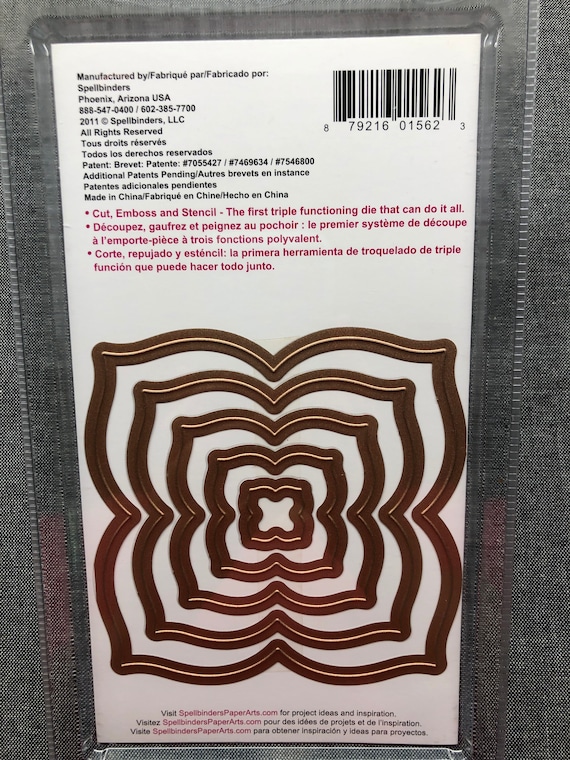 Manufactured by/Fabriqué par/Fabricado por:
Spellbinders
Phoenix, Arizona USA
888-547-0400 / 602-385-7700
2011 © Spellbinders, LLC
All Rights Reserved
Tous droits réservés
Todos los derechos reservados
Patent: Brevet: Patente: #7055427 / #7469634 / #7546800
Additional Patents Pending/Autres brevets en instance
Patentes adicionales pendientes
Made in China/Fabriqué en Chine/Hecho en China
8 79216 01562 3
• Cut, Emboss and Stencil - The first triple functioning die that can do it all.
• Découpez, gaufrez et peignez au pochoir : le premier système de découpe
à l'emporte-pièce à trois fonctions polyvalent.
• Corte, repujado y esténcil: la primera herramienta de troquelado de triple
función que puede hacer todo junto.
Visit SpellbindersPaperArts.com for project ideas and inspiration.
Visitez SpellbindersPaperArts.com pour des idées de projets et de l'inspiration.
Visite SpellbindersPaperArts.com para obtener inspiración y ideas para proyectos.